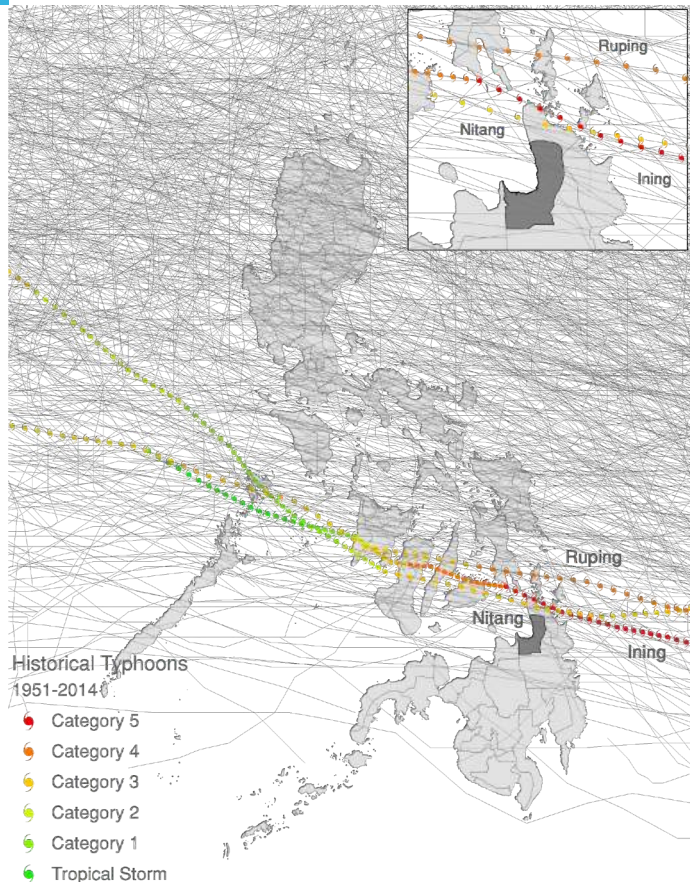 Ruping
Nitang
Ining
Ruping
Nitang
Ining
Historical Typhoons
1951-2014
Category 5
Category 4
Category 3
Category 2
Category 1
Tropical Storm